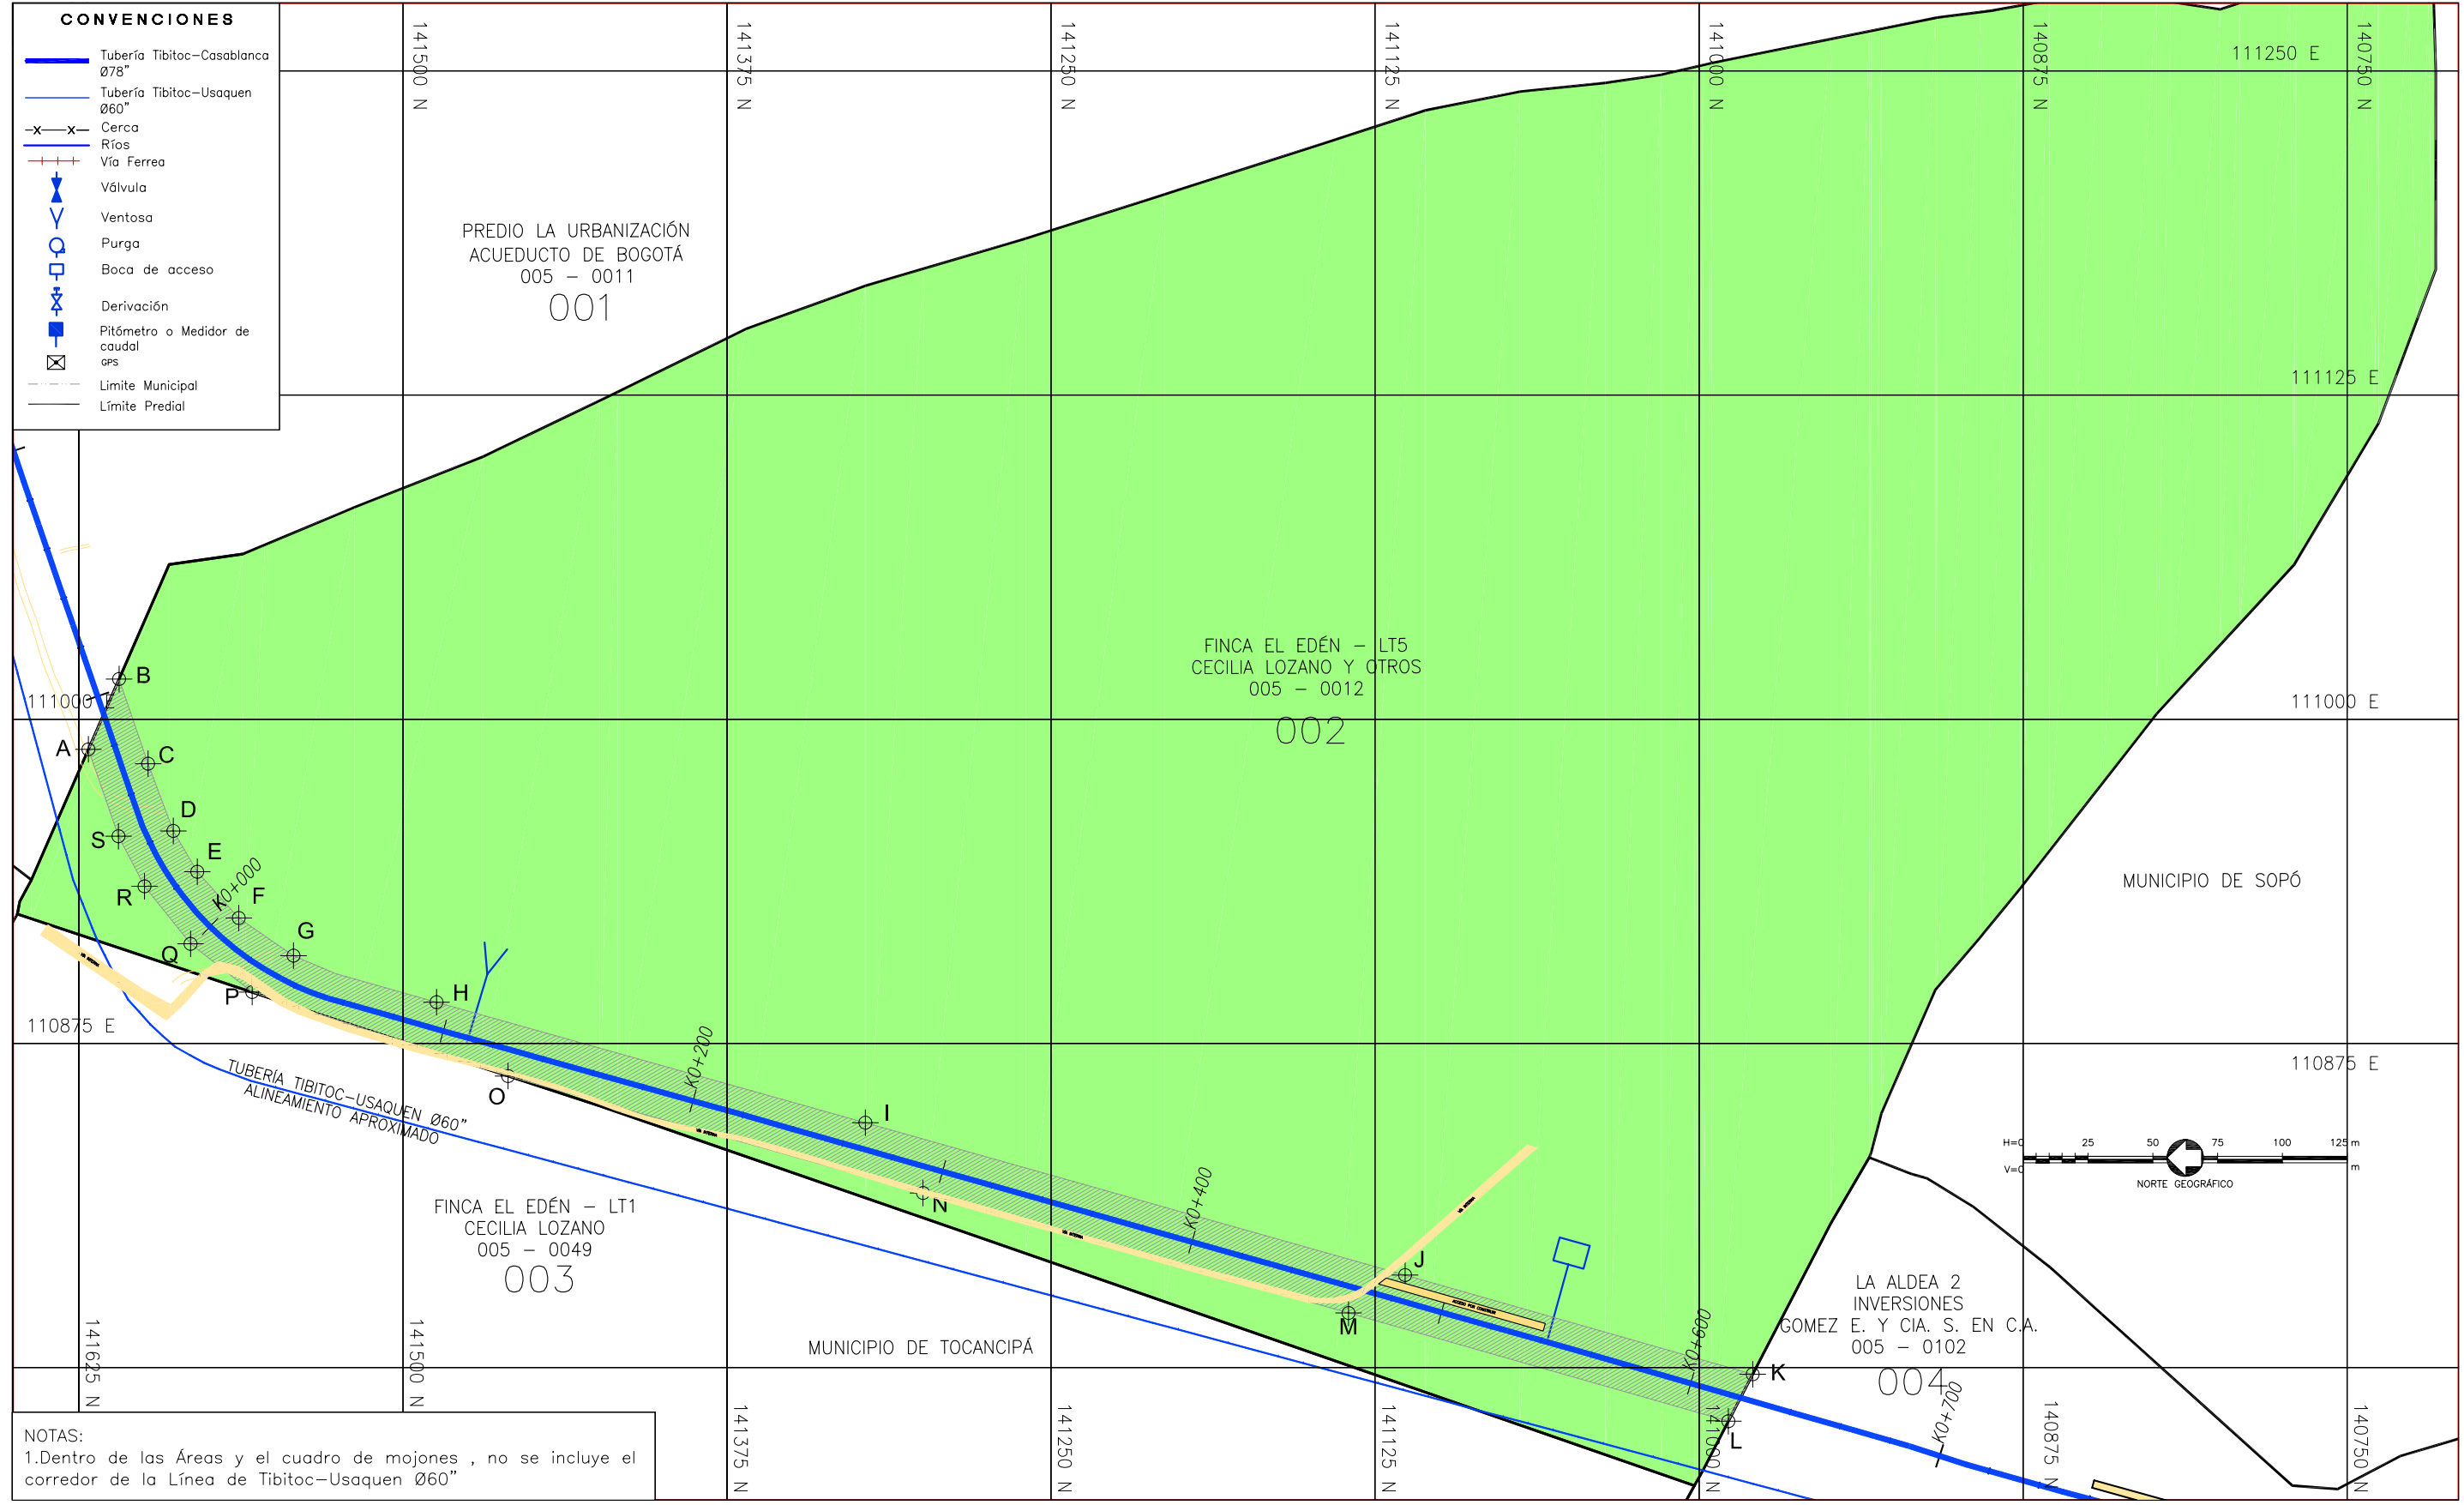 CONVENCIONES
Tubería Tibitoc-Casablanca
Ø78"
Tubería Tibitoc-Usaquen
Ø60"
Cerca
Ríos
Vía Ferrea
Válvula
Ventosa
Purga
Boca de acceso
Derivación
Pitómetro o Medidor de
caudal
GPS
Limite Municipal
Límite Predial
141500 N
141375 N
141250 N
141125 N
141000 N
140875 N
140750 N
111250 E
111125 E
PREDIO LA URBANIZACIÓN
ACUEDUCTO DE BOGOTÁ
005 - 0011
001
FINCA EL EDÉN - LT5
CECILIA LOZANO Y OTROS
005 - 0012
002
111000 E
111000 E
MUNICIPIO DE SOPÓ
A
B
C
D
E
F
G
H
I
J
K
L
M
N
O
P
Q
R
S
K0+000
K0+200
K0+400
K0+600
K0+700
110875 E
110875 E
TUBERÍA TIBITOC-USAQUEN Ø60"
ALINEAMIENTO APROXIMADO
FINCA EL EDÉN - LT1
CECILIA LOZANO
005 - 0049
003
MUNICIPIO DE TOCANCIPÁ
H=0 25 50 75 100 125 m
V=0 m
NORTE GEOGRÁFICO
LA ALDEA 2
INVERSIONES
GOMEZ E. Y CIA. S. EN C.A.
005 - 0102
004
141625 N
141500 N
141375 N
141250 N
141125 N
141000 N
140875 N
140750 N
NOTAS:
1.Dentro de las Áreas y el cuadro de mojones , no se incluye el
corredor de la Línea de Tibitoc-Usaquen Ø60"